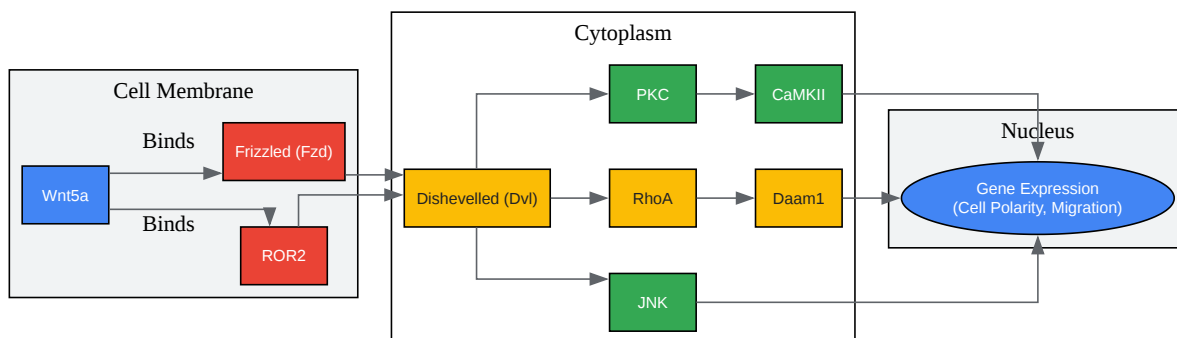 Cell Membrane
Wnt5a
Binds
Binds
Frizzled (Fzd)
ROR2
Cytoplasm
Dishevelled (Dvl)
PKC
CaMKII
RhoA
Daam1
JNK
Nucleus
Gene Expression
(Cell Polarity, Migration)